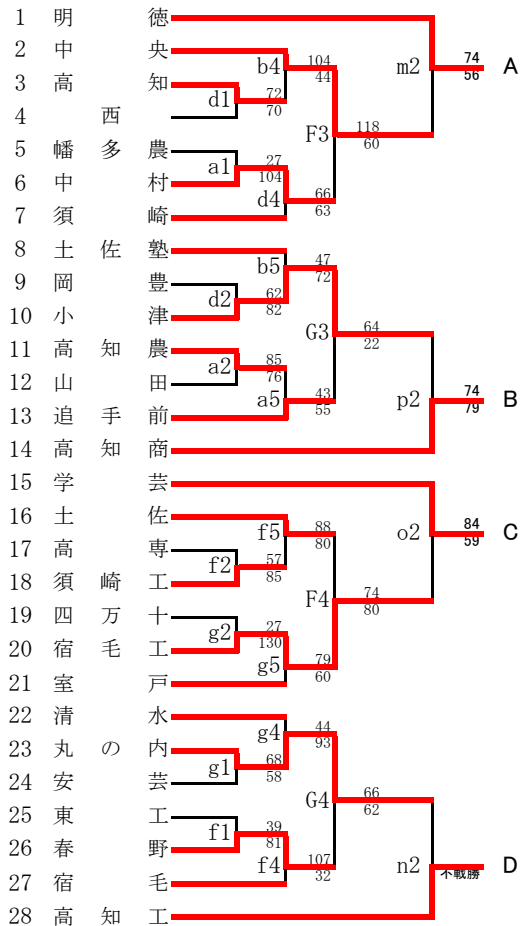 1 明徳
2 中央
3 高知
4 西
5 幡多農
6 中村
7 須崎
8 土佐塾
9 岡豊
10 小津
11 高知農
12 山田
13 追手前
14 高知商
15 学芸
16 土佐
17 高専
18 須崎工
19 四万十
20 宿毛工
21 室戸
22 清水
23 丸の内
24 安芸
25 東工
26 春野
27 宿毛
28 高知工
d1
72
70
b4
104
44
a1
27
104
d4
66
63
F3
118
60
m2
74
56
A
d2
62
82
b5
47
72
a2
85
76
a5
43
55
G3
64
22
p2
74
79
B
f2
57
85
f5
88
80
g2
27
130
g5
79
60
F4
74
80
o2
84
59
C
g1
68
58
g4
44
93
f1
39
81
f4
107
32
G4
66
62
n2
不戦勝
D